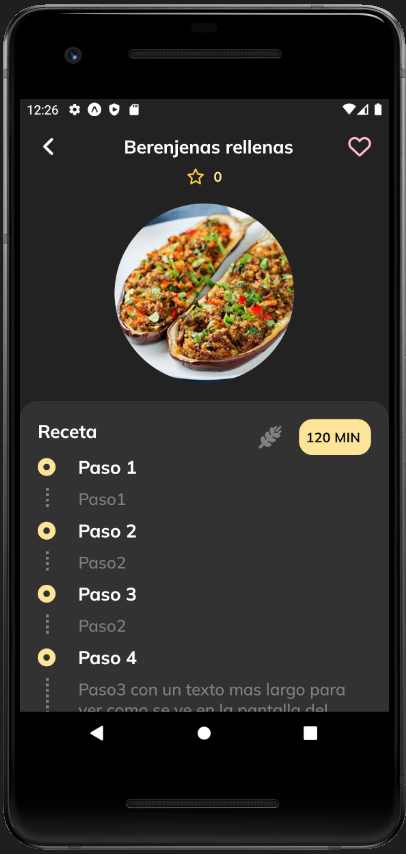 12:26
Berenjenas rellenas
0
Receta
120 MIN
Paso 1
Paso1
Paso 2
Paso2
Paso 3
Paso2
Paso 4
Paso3 con un texto mas largo para
ver como se ve en la pantalla del